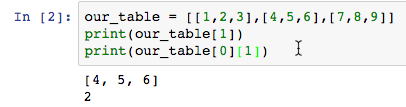 In [2]: our_table = [[1,2,3],[4,5,6],[7,8,9]]
print(our_table[1])
print(our_table[0][1])
[4, 5, 6]
2